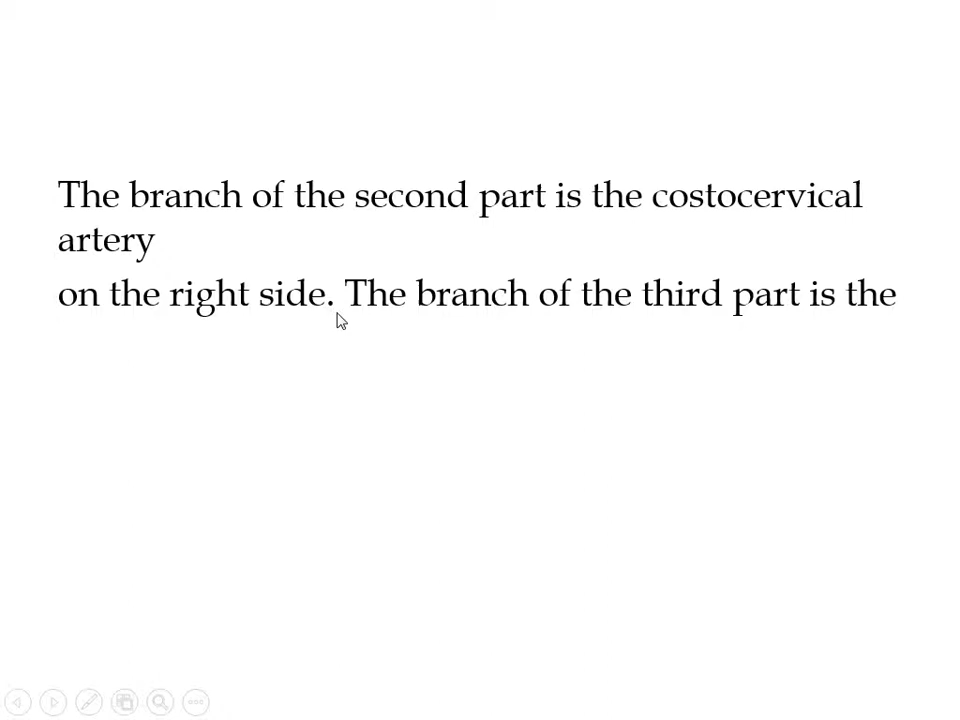 The branch of the second part is the costocervical
artery
on the right side. The branch of the third part is the